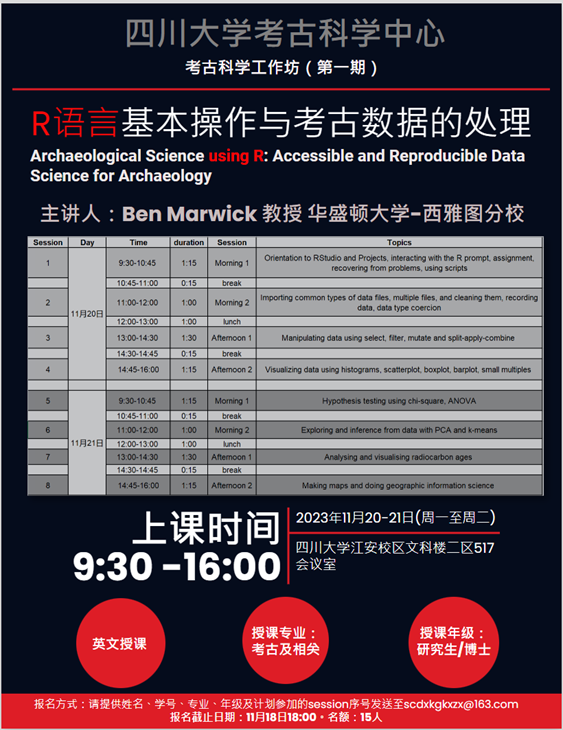 四川大学考古科学中心
考古科学工作坊（第一期）
R语言基本操作与考古数据的处理
Archaeological Science using R: Accessible and Reproducible Data
Science for Archaeology
主讲人：Ben Marwick 教授 华盛顿大学-西雅图分校
Session Day Time duration Session Topics
1 9:30-10:45 1:15 Morning 1 Orientation to RStudio and Projects, interacting with the R prompt, assignment,
recovering from problems, using scripts
10:45-11:00 0:15 break
2 11:00-12:00 1:00 Morning 2 Importing common types of data files, multiple files, and cleaning them, recording
data, data type coercion
11月20日
12:00-13:00 1:00 lunch
3 13:00-14:30 1:30 Afternoon 1 Manipulating data using select, filter, mutate and split-apply-combine
14:30-14:45 0:15 break
4 14:45-16:00 1:15 Afternoon 2 Visualizing data using histograms, scatterplot, boxplot, barplot, small multiples
5 9:30-10:45 1:15 Morning 1 Hypothesis testing using chi-square, ANOVA
10:45-11:00 0:15 break
6 11:00-12:00 1:00 Morning 2 Exploring and inference from data with PCA and k-means
11月21日 12:00-13:00 1:00 lunch
7 13:00-14:30 1:30 Afternoon 1 Analysing and visualising radiocarbon ages
14:30-14:45 0:15 break
8 14:45-16:00 1:15 Afternoon 2 Making maps and doing geographic information science
上课时间
9:30 -16:00
2023年11月20-21日(周一至周二)
四川大学江安校区文科楼二区517
会议室
英文授课
授课专业：
考古及相关
授课年级：
研究生/博士
报名方式：请提供姓名、学号、专业、年级及计划参加的session序号发送至scdxkgkxzx@163.com
报名截止日期：11月18日18:00·名额：15人